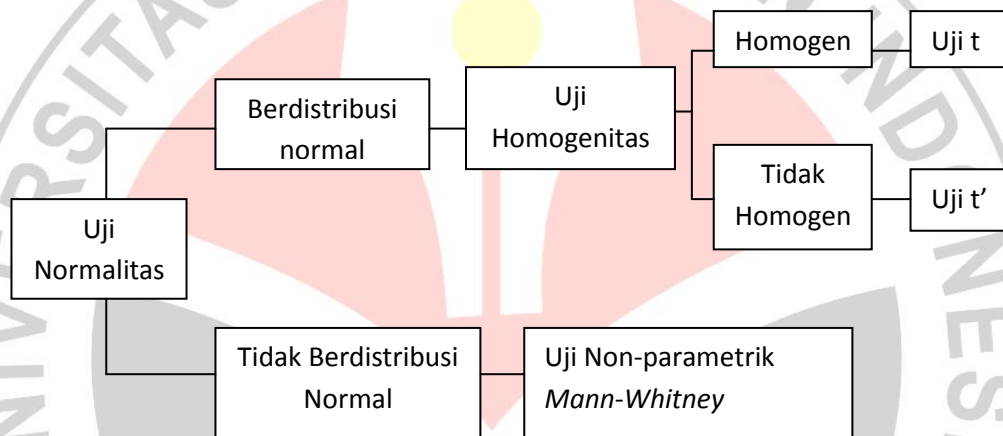 Homogen
Uji t
Berdistribusi
normal
Uji
Homogenitas
Tidak
Homogen
Uji t’
Uji
Normalitas
Tidak Berdistribusi
Normal
Uji Non-parametrik
Mann-Whitney